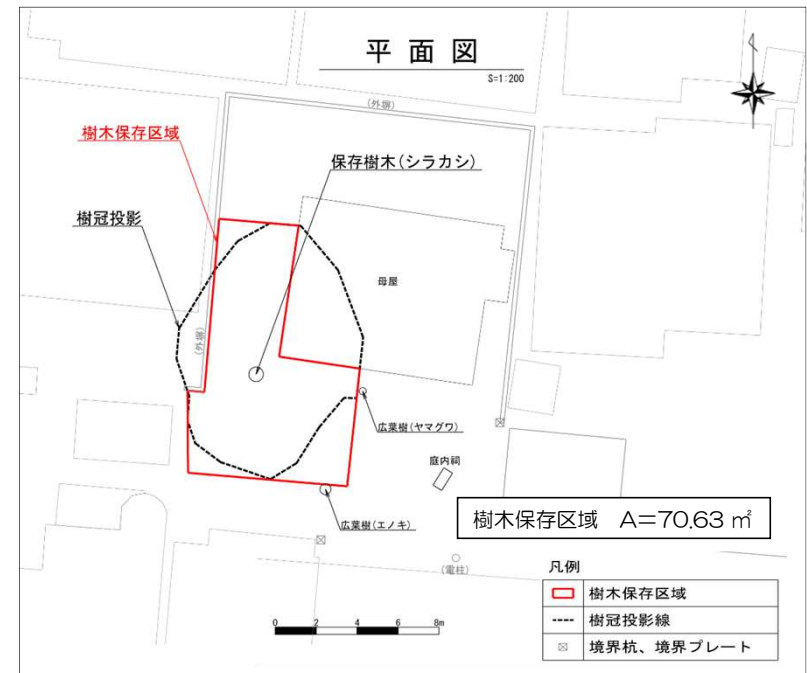 平面図
S=1:200
(外塀)
樹木保存区域
保存樹木(シラカシ)
樹冠投影
母屋
(外塀)
広葉樹(ヤマグワ)
庭内祠
樹木保存区域 A=70.63 ㎡
広葉樹(エノキ)
(電柱)
凡例
樹木保存区域
樹冠投影線
境界杭、境界プレート
0 2 4 6 8m